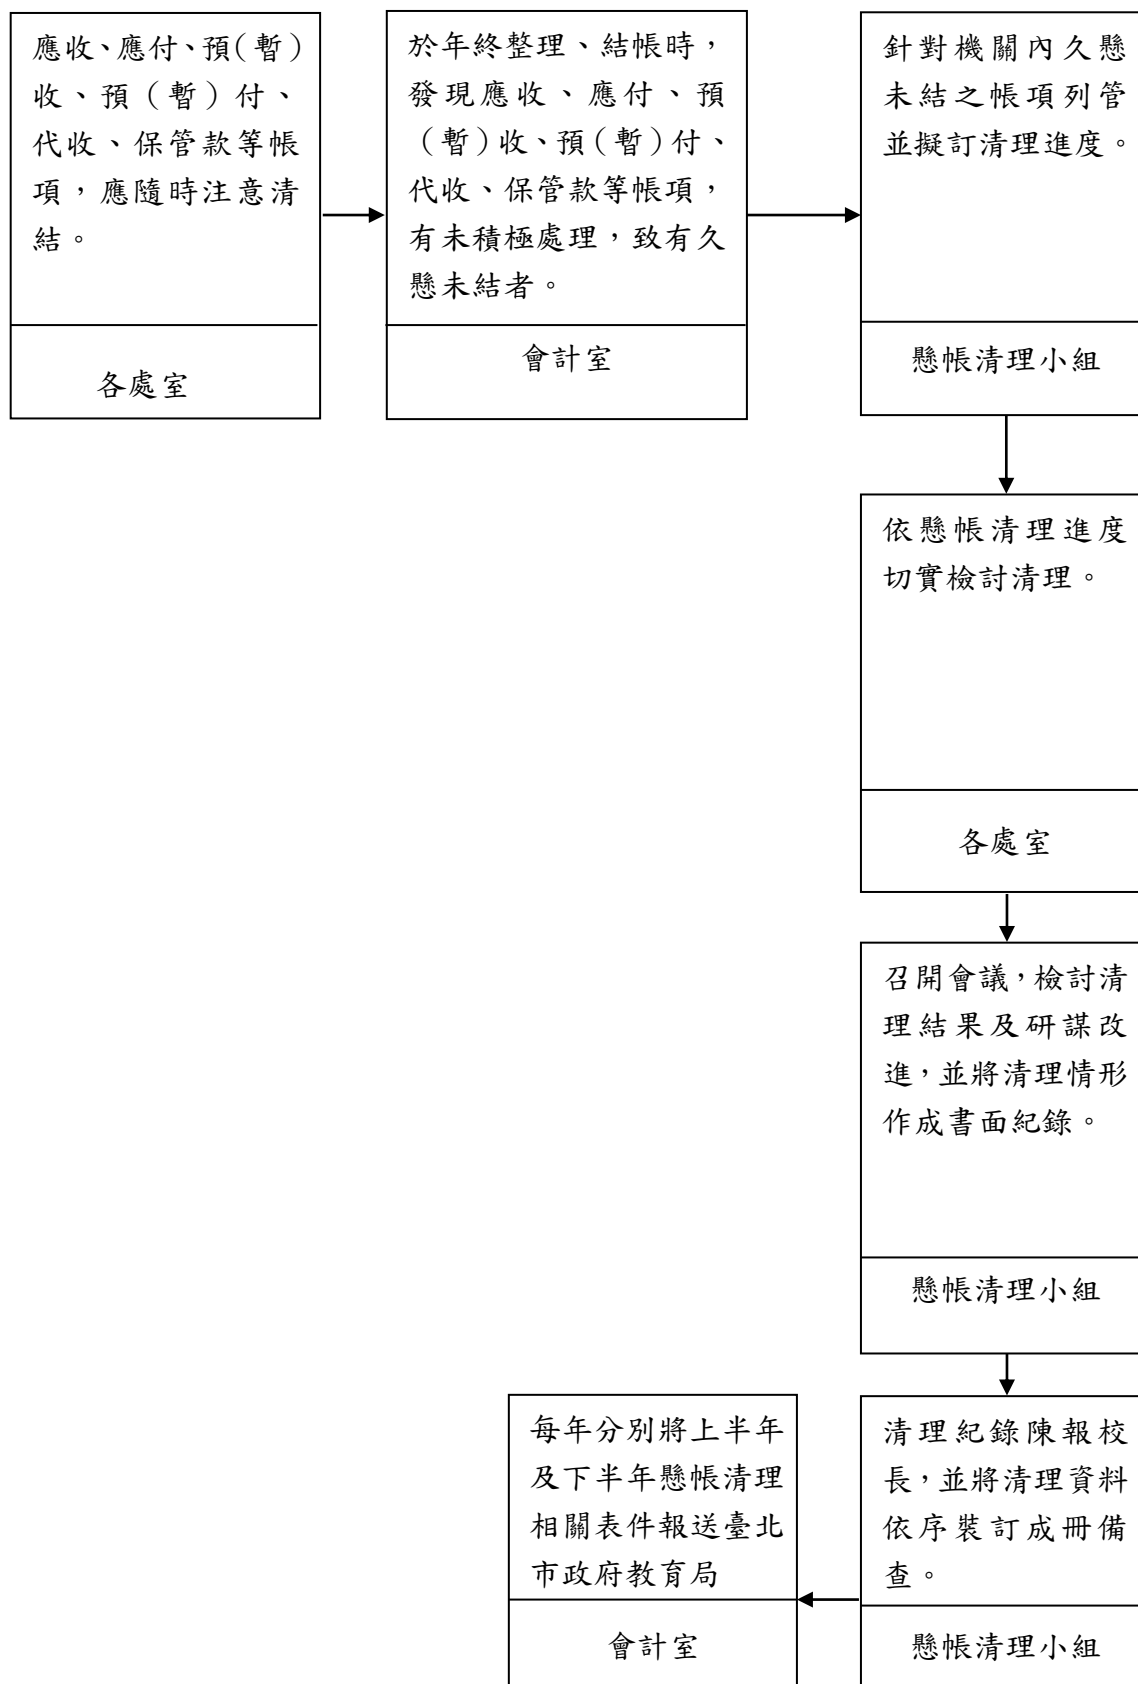 應收、應付、預(暫)
收、預（暫）付、
代收、保管款等帳
項，應隨時注意清
結。
各處室
於年終整理、結帳時，
發現應收、應付、預
（暫）收、預（暫）付、
代收、保管款等帳項，
有未積極處理，致有久
懸未結者。
會計室
針對機關內久懸
未結之帳項列管
並擬訂清理進度。
懸帳清理小組
依懸帳清理進度
切實檢討清理。
各處室
召開會議，檢討清
理結果及研謀改
進，並將清理情形
作成書面紀錄。
懸帳清理小組
清理紀錄陳報校
長，並將清理資料
依序裝訂成冊備
查。
懸帳清理小組
每年分別將上半年
及下半年懸帳清理
相關表件報送臺北
市政府教育局
會計室